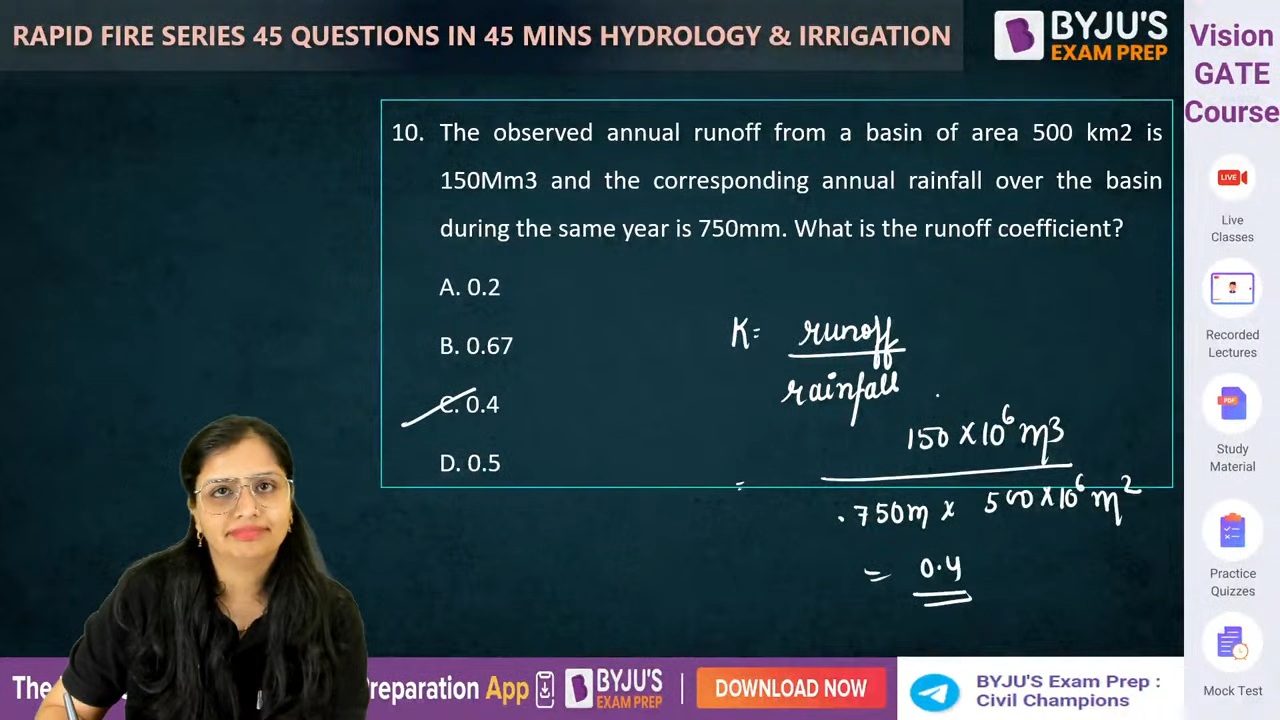 RAPID FIRE SERIES 45 QUESTIONS IN 45 MINS HYDROLOGY & IRRIGATION
BYJU'S
EXAM PREP
Vision
GATE
Course
10. The observed annual runoff from a basin of area 500 km2 is
150Mm3 and the corresponding annual rainfall over the basin
during the same year is 750mm. What is the runoff coefficient?
A. 0.2
B. 0.67
C. 0.4
D. 0.5
K = runoff
rainfall
150 × 10⁶ m3
= .750m × 500 × 10⁶ m²
= 0.4
LIVE
Live
Classes
Recorded
Lectures
PDF
Study
Material
Practice
Quizzes
Mock Test
The
Preparation App
BYJU'S
EXAM PREP
DOWNLOAD NOW
BYJU'S Exam Prep :
Civil Champions